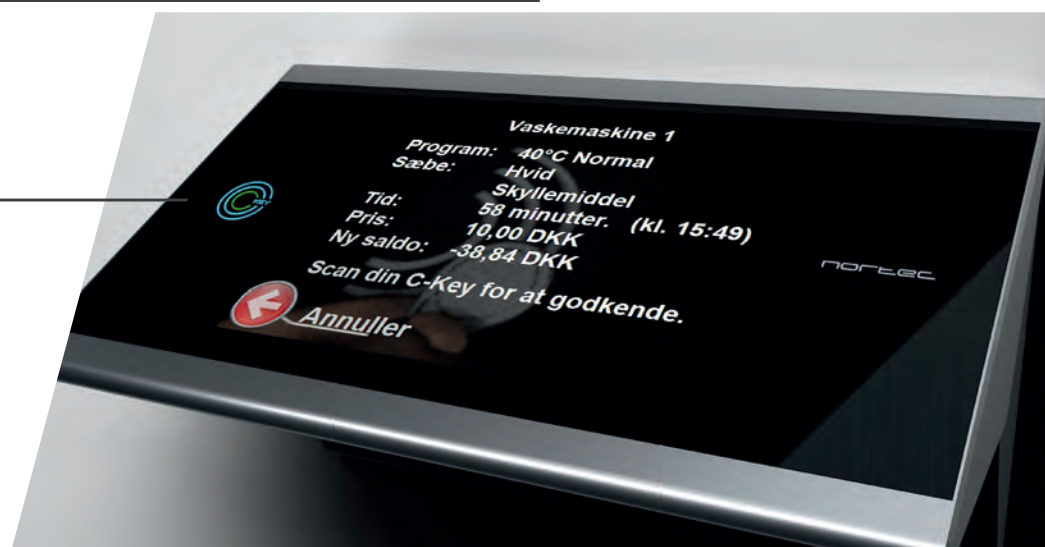 Vaskemaskine 1
Program: 40°C Normal
Sæbe: Hvid
Skyllemiddel
Tid: 58 minutter. (kl. 15:49)
Pris: 10,00 DKK
Ny saldo: -38,84 DKK
Scan din C-Key for at godkende.
Annuller
KEY
nortec